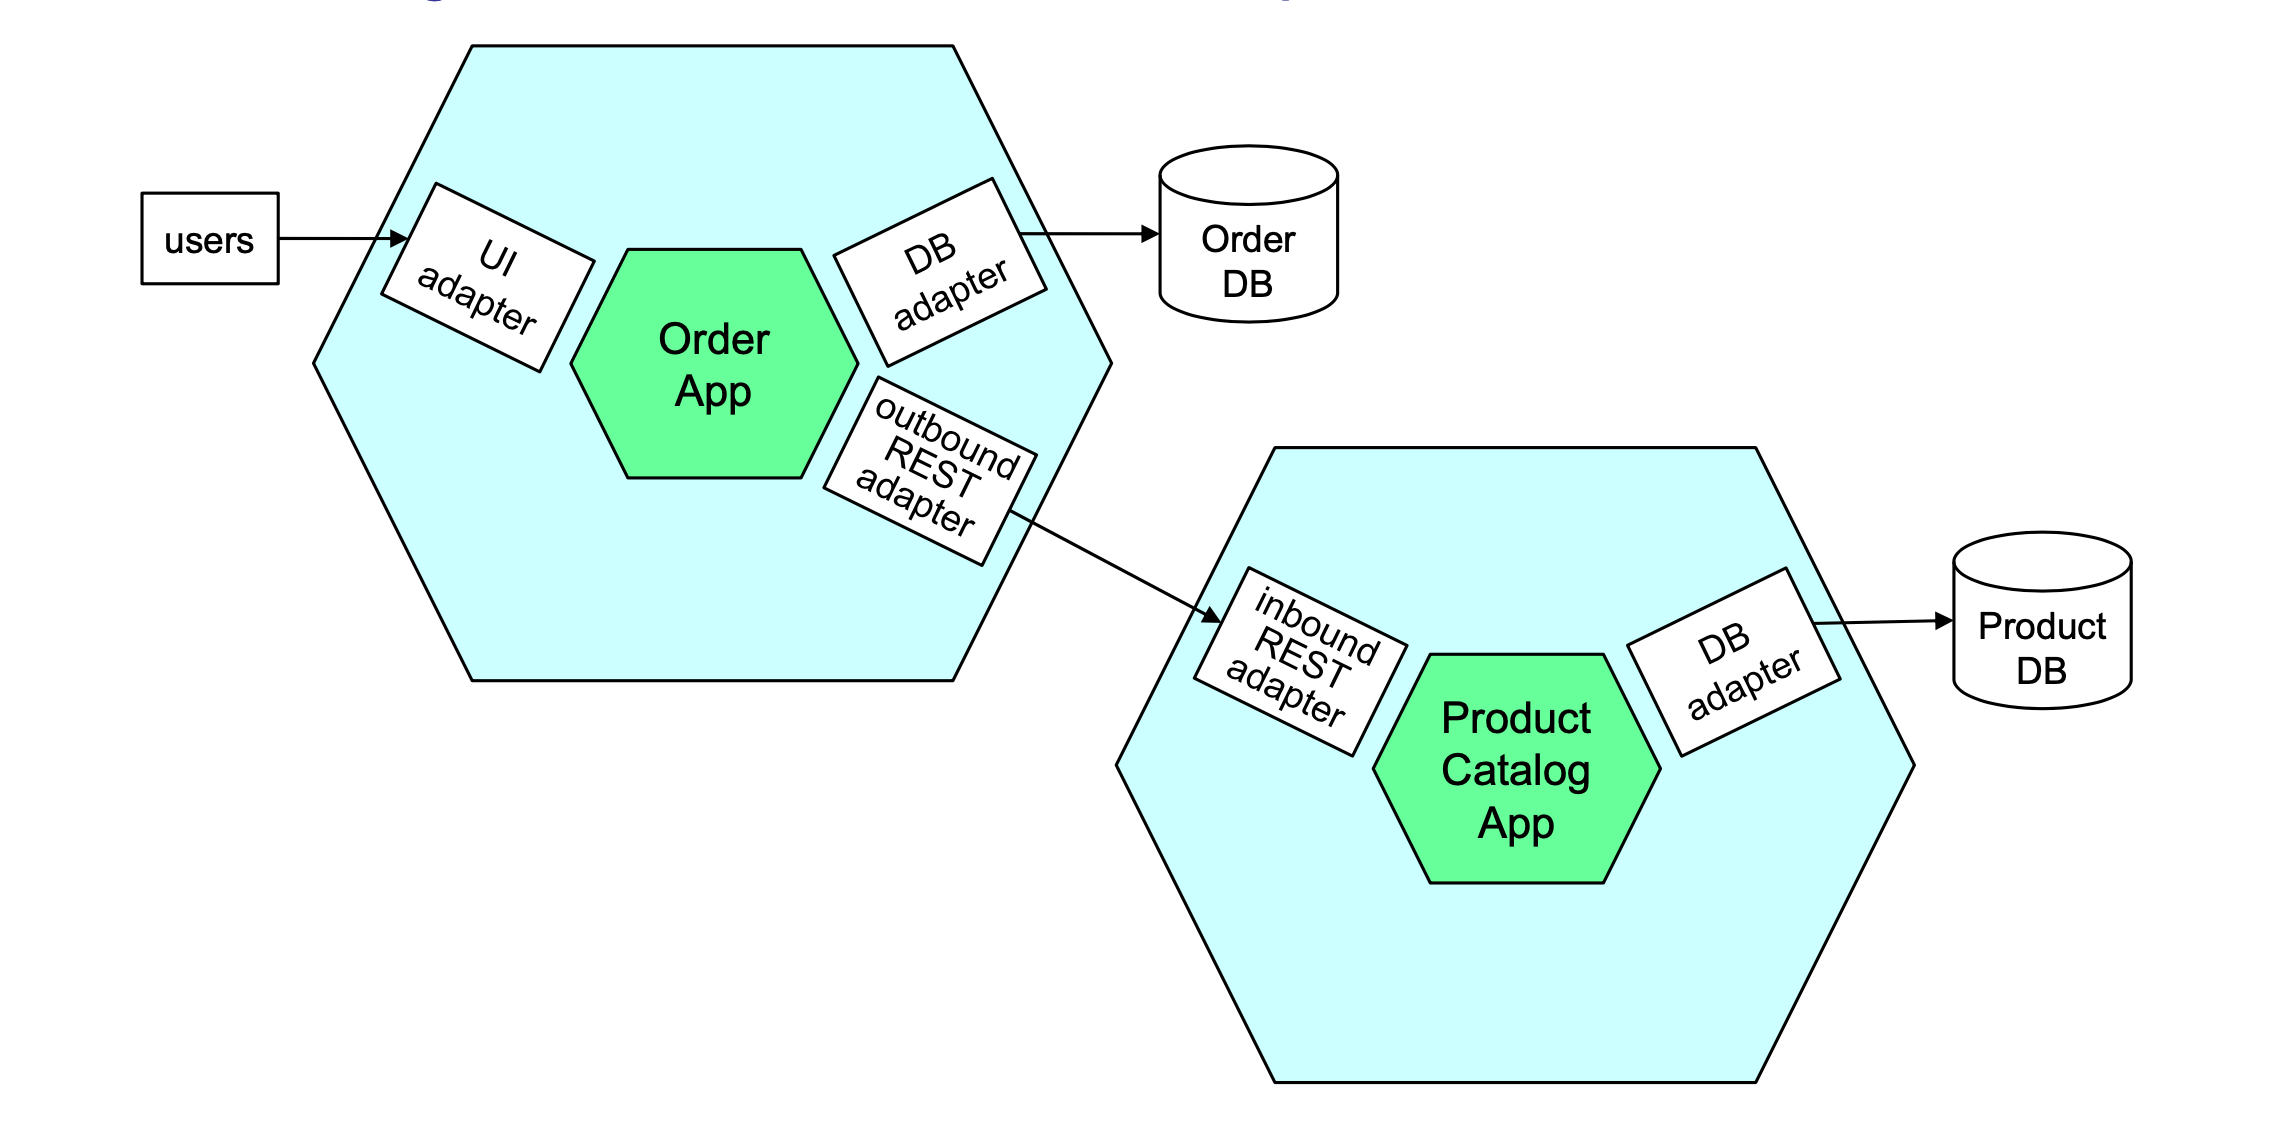 users
UI
adapter
Order
App
DB
adapter
Order
DB
outbound
REST
adapter
inbound
REST
adapter
Product
Catalog
App
DB
adapter
Product
DB